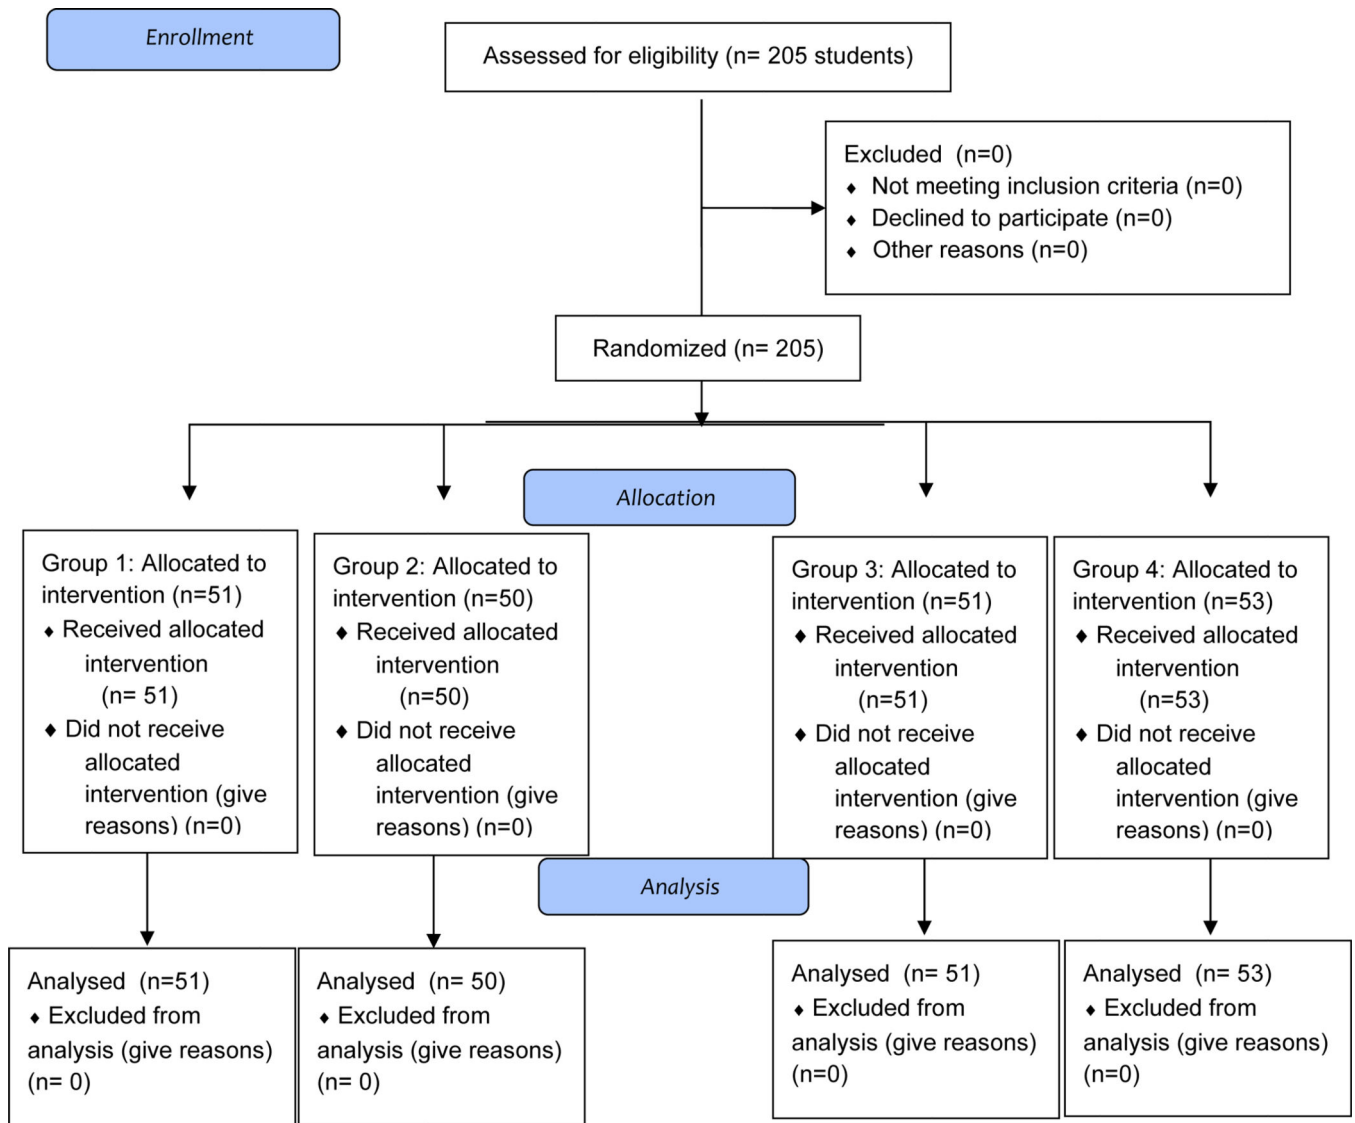 Enrollment
Assessed for eligibility (n= 205 students)
Excluded (n=0)
♦ Not meeting inclusion criteria (n=0)
♦ Declined to participate (n=0)
♦ Other reasons (n=0)
Randomized (n= 205)
Allocation
Group 1: Allocated to
intervention (n=51)
♦ Received allocated
intervention
(n= 51)
♦ Did not receive
allocated
intervention (give
reasons) (n=0)
Group 2: Allocated to
intervention (n=50)
♦ Received allocated
intervention
(n=50)
♦ Did not receive
allocated
intervention (give
reasons) (n=0)
Group 3: Allocated to
intervention (n=51)
♦ Received allocated
intervention
(n=51)
♦ Did not receive
allocated
intervention (give
reasons) (n=0)
Group 4: Allocated to
intervention (n=53)
♦ Received allocated
intervention
(n=53)
♦ Did not receive
allocated
intervention (give
reasons) (n=0)
Analysis
Analysed (n=51)
♦ Excluded from
analysis (give reasons)
(n= 0)
Analysed (n= 50)
♦ Excluded from
analysis (give reasons)
(n= 0)
Analysed (n= 51)
♦ Excluded from
analysis (give reasons)
(n=0)
Analysed (n= 53)
♦ Excluded from
analysis (give reasons)
(n=0)